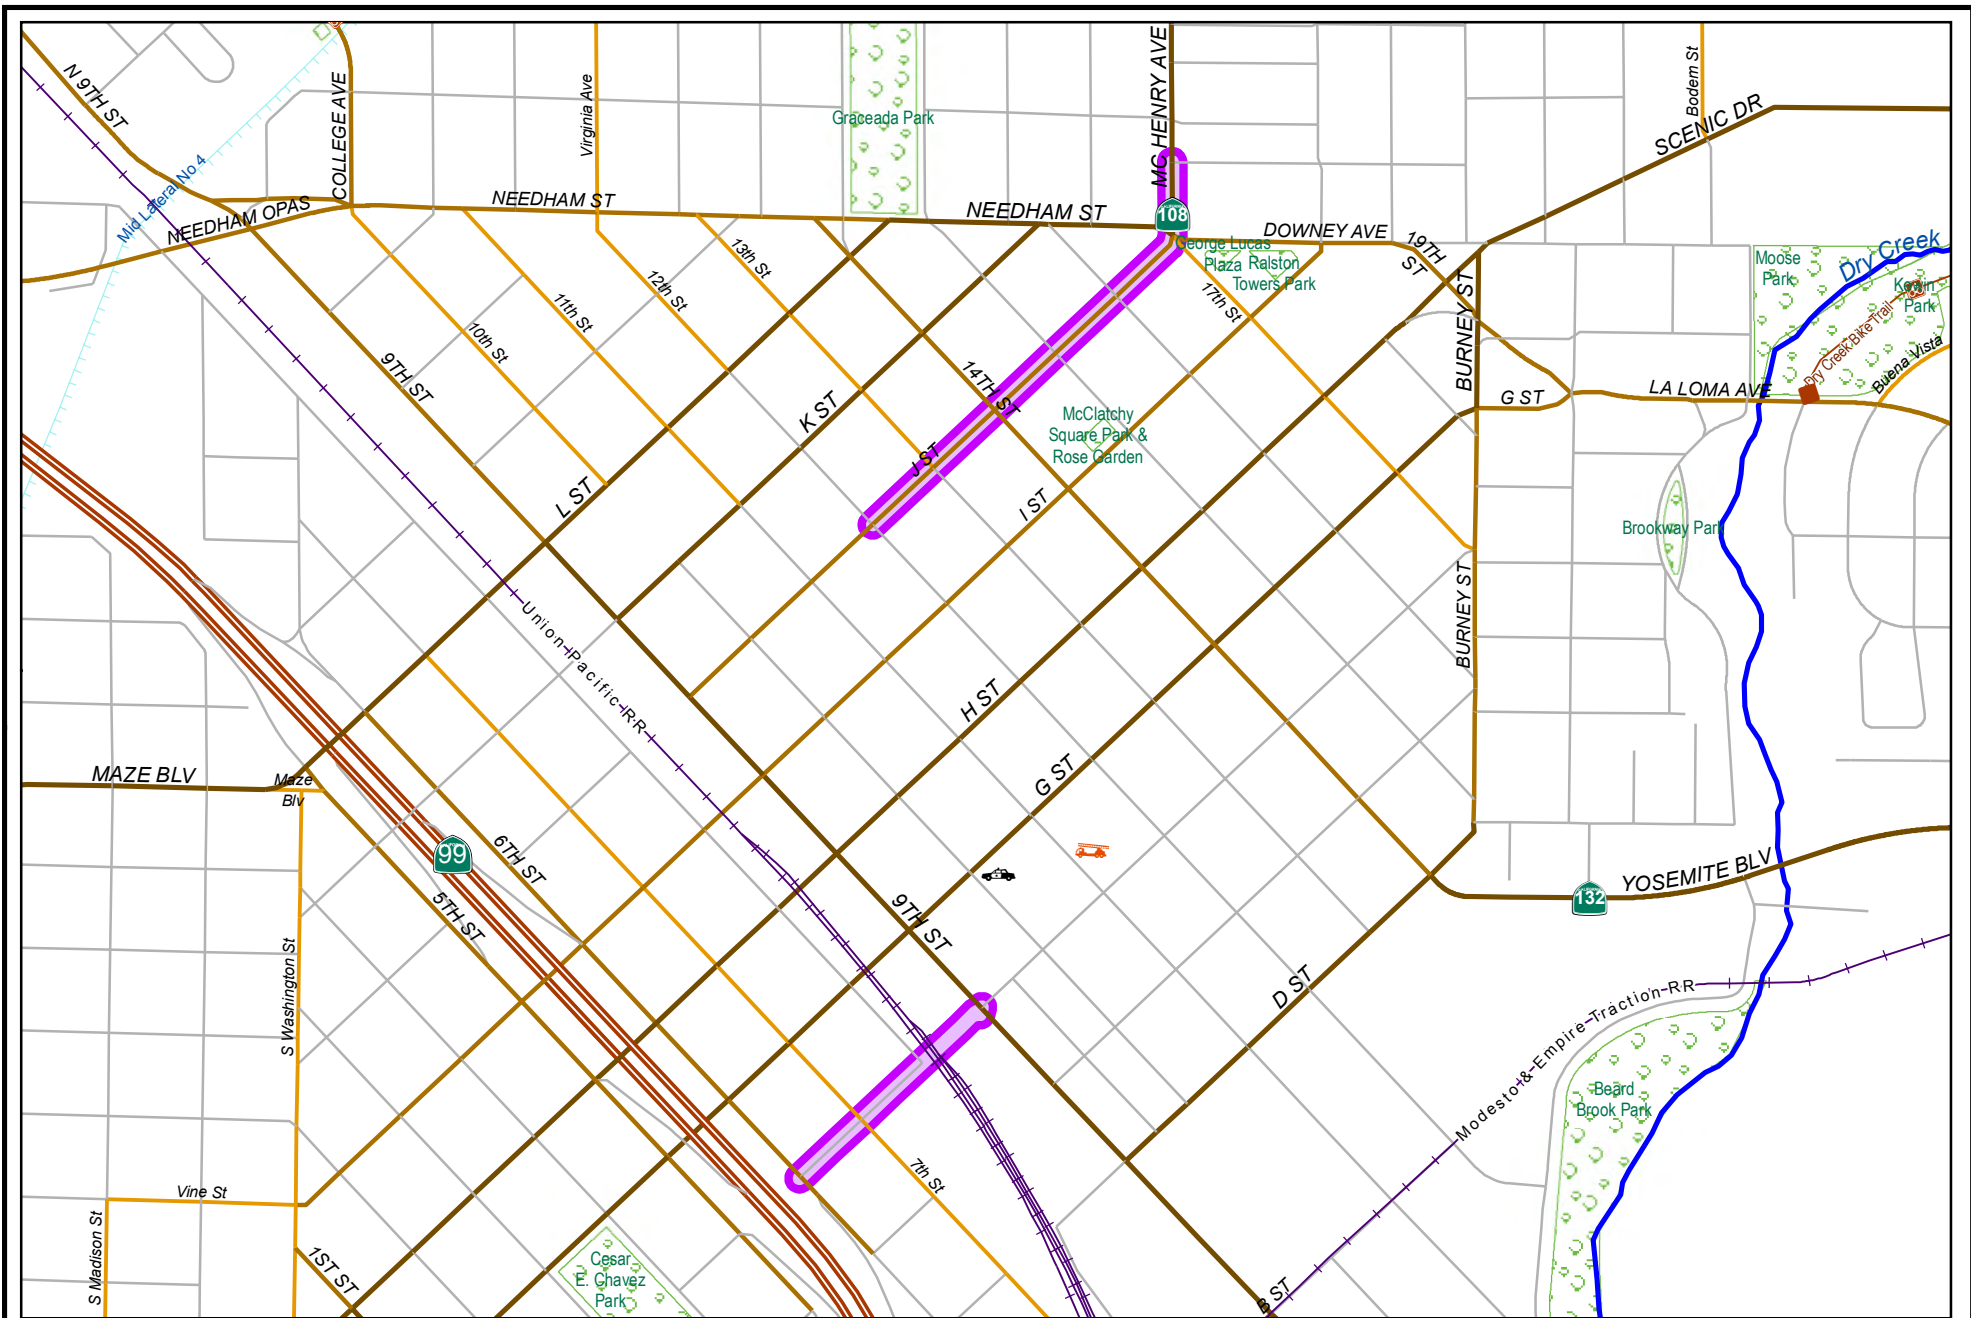 N 9TH ST
COLLEGE AVE
Virginia Ave
Graceada Park
MC HENRY AVE
Bodem St
SCENIC DR
Mid Lateral No 4
NEEDHAM OPAS
NEEDHAM ST
NEEDHAM ST
108
DOWNEY AVE
19TH
ST
George Lucas
Plaza
Ralston
Towers Park
17th St
Moose
Park
Dry Creek
Kewin
Park
Dry Creek Bike Trail
Buena Vista
13th St
12th St
11th St
10th St
9TH ST
14TH ST
K ST
L ST
J ST
I ST
McClatchy
Square Park &
Rose Garden
BURNEY ST
G ST
LA LOMA AVE
Brookway Park
BURNEY ST
Union Pacific RR
H ST
G ST
MAZE BLV
Maze
Blv
99
6TH ST
5TH ST
9TH ST
132
YOSEMITE BLV
S Washington St
D ST
Modesto & Empire Traction RR
Beard
Brook Park
7th St
Vine St
S Madison St
1ST ST
Cesar
E. Chavez
Park
B ST